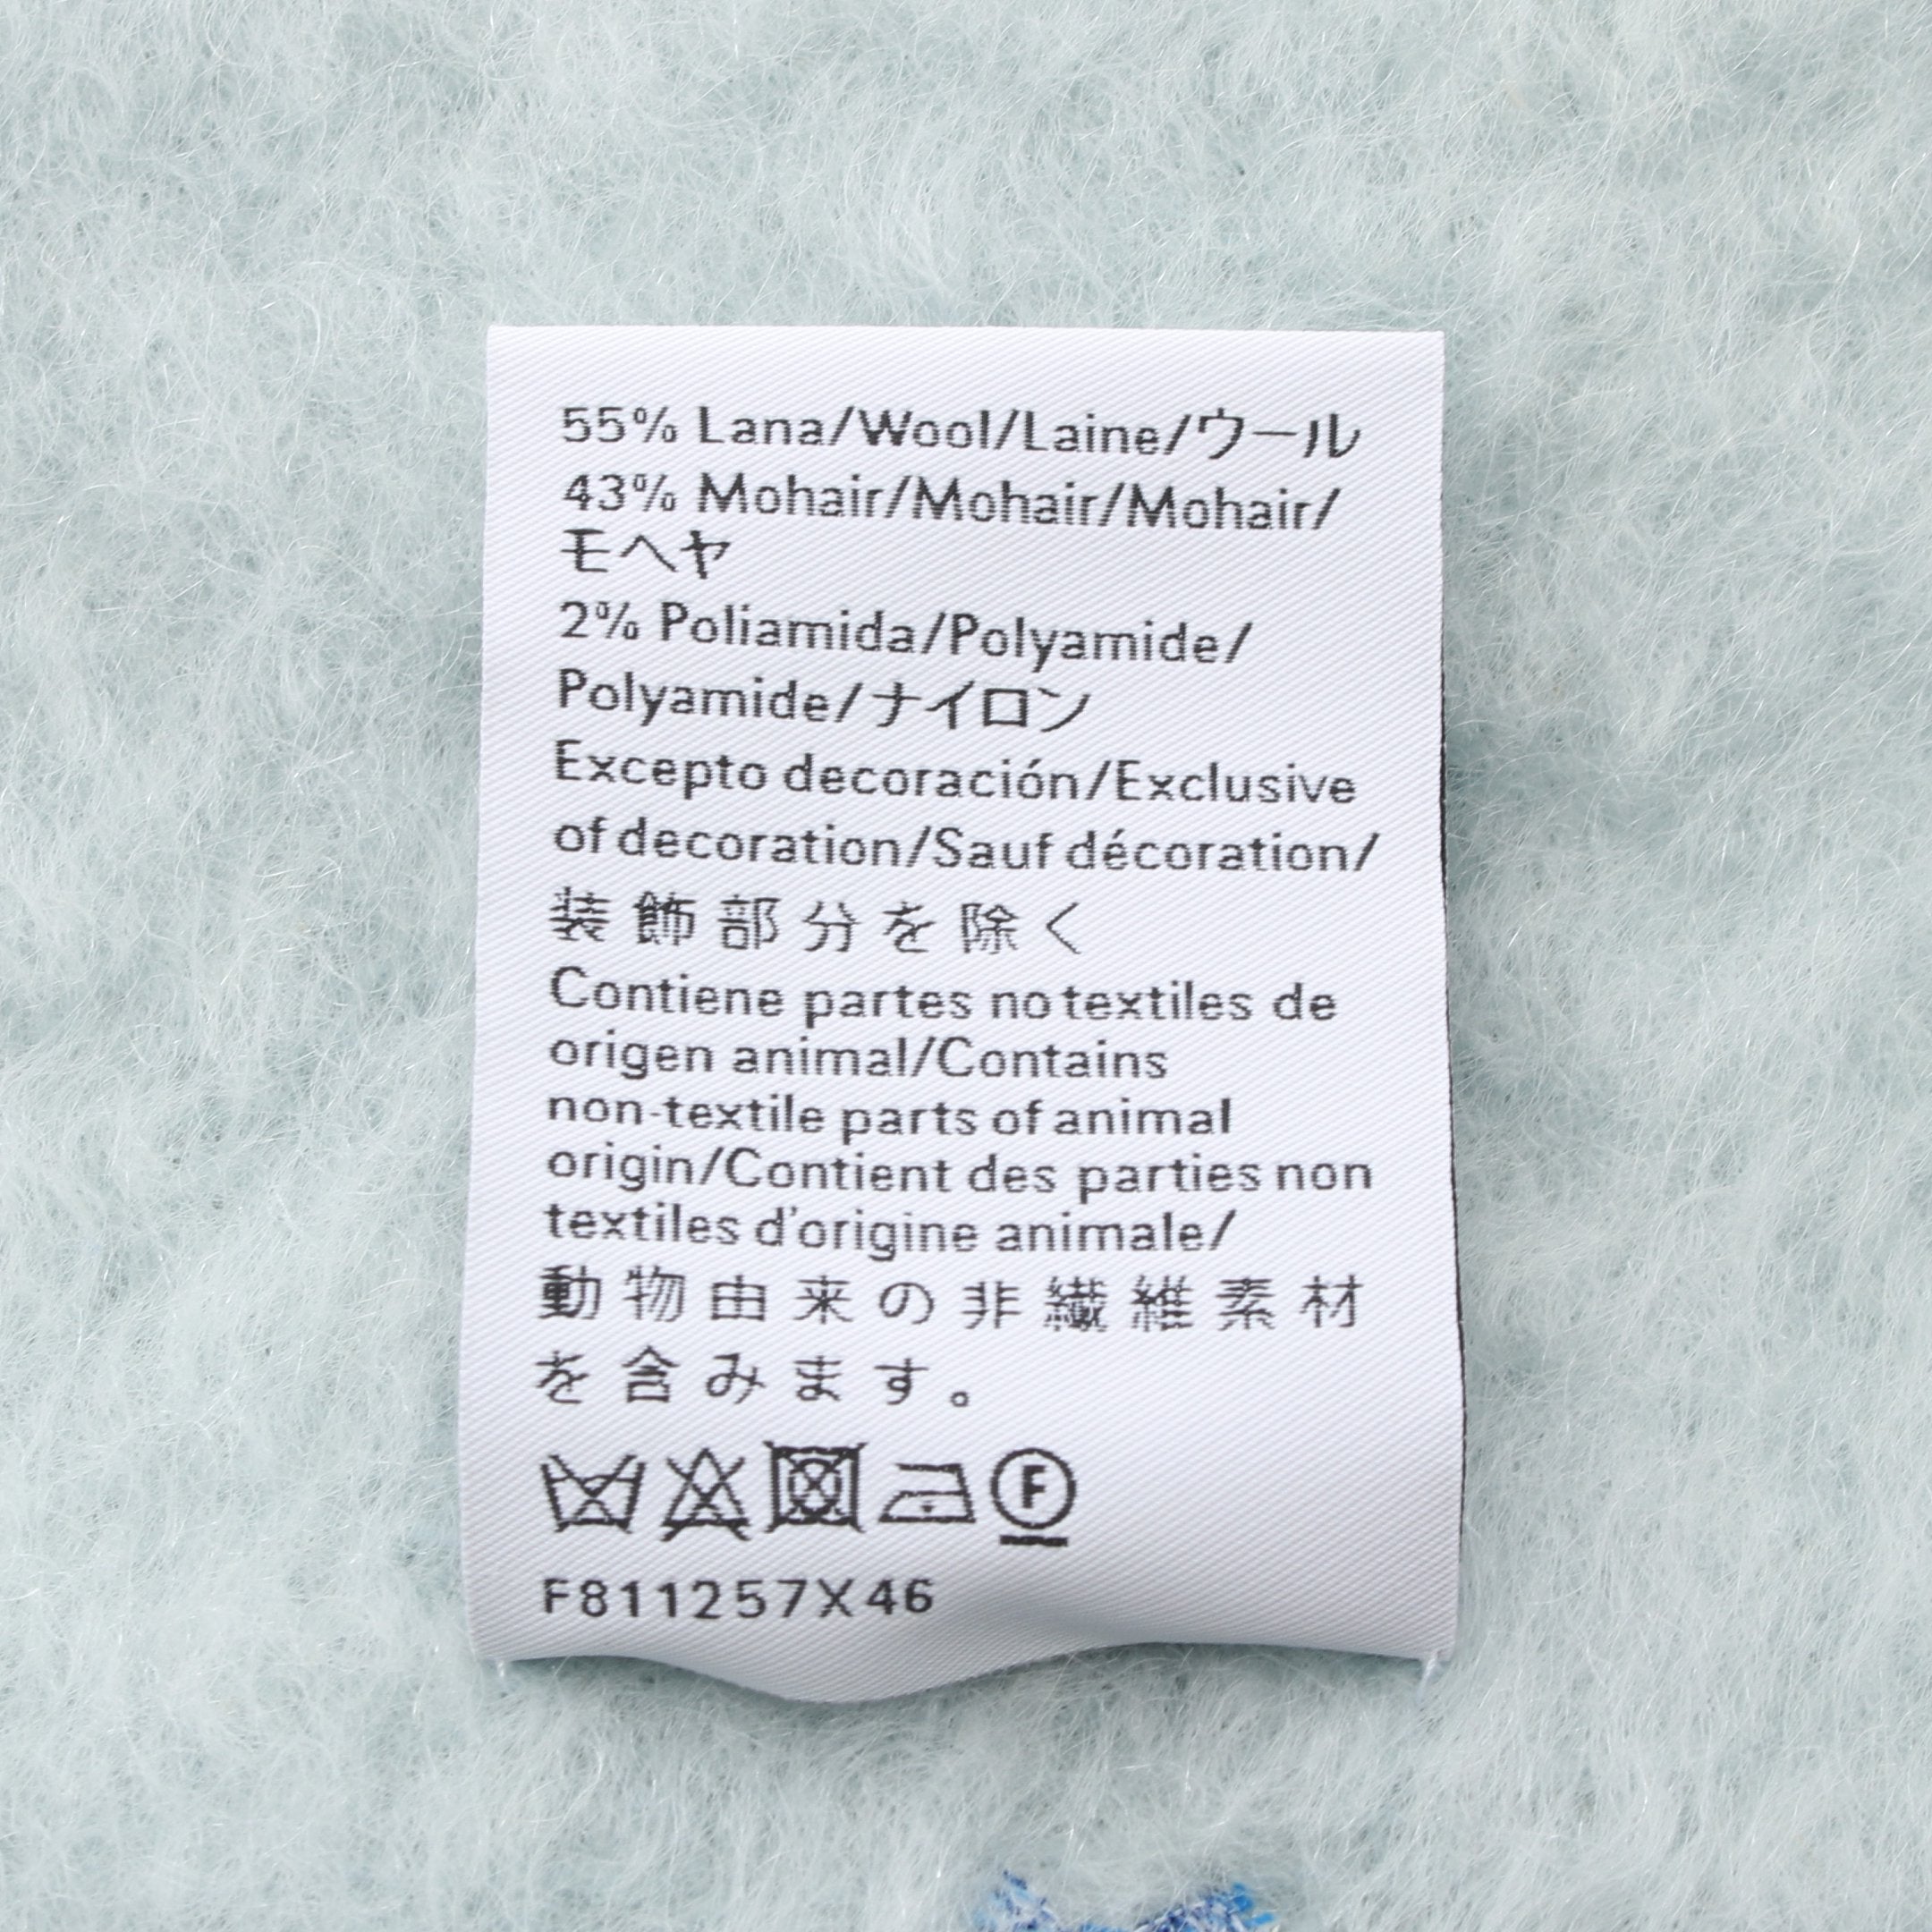 55% Lana/Wool/Laine/ウール
43% Mohair/Mohair/Mohair/
モヘヤ
2% Poliamida/Polyamide/
Polyamide/ナイロン
Excepto decoración/Exclusive
of decoration/Sauf décoration/
装飾部分を除く
Contiene partes no textiles de
origen animal/Contains
non-textile parts of animal
origin/Contient des parties non
textiles d'origine animale/
動物由来の非繊維素材
を含みます。
F
F811257X46